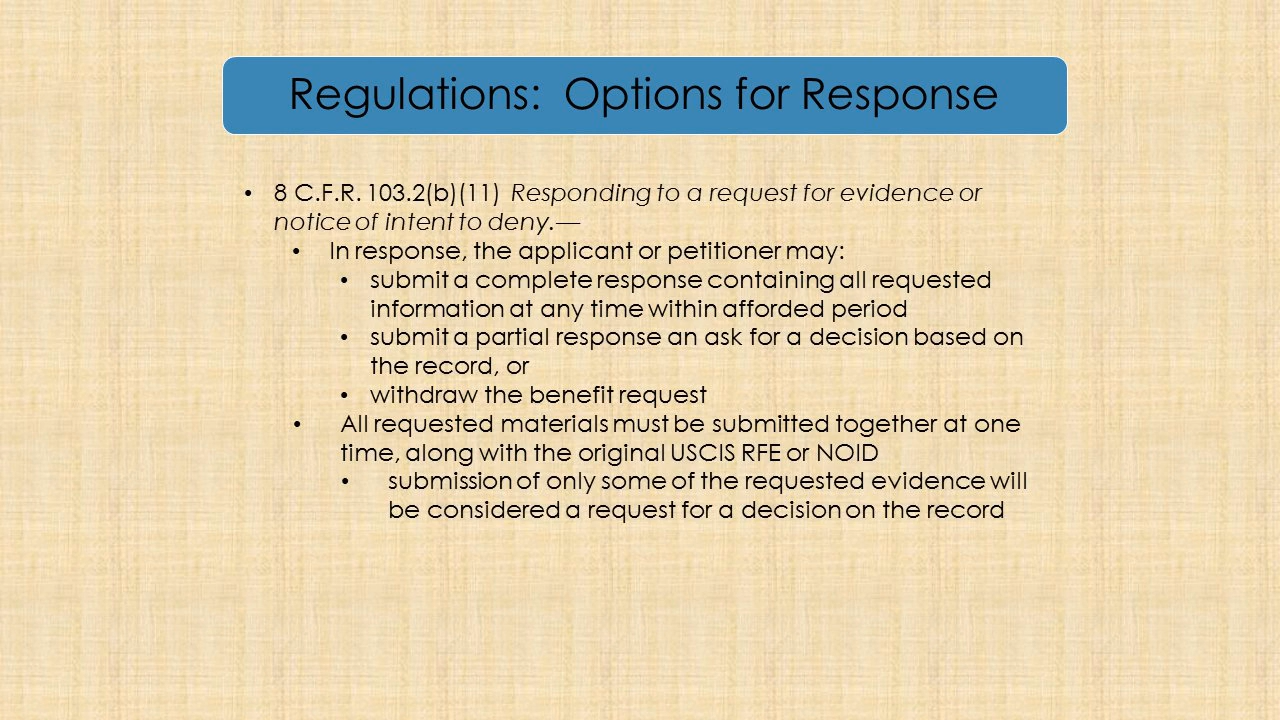 Regulations:  Options for Response
• 8 C.F.R. 103.2(b)(11) Responding to a request for evidence or
notice of intent to deny.—
• In response, the applicant or petitioner may:
• submit a complete response containing all requested
information at any time within afforded period
• submit a partial response an ask for a decision based on
the record, or
• withdraw the benefit request
• All requested materials must be submitted together at one
time, along with the original USCIS RFE or NOID
• submission of only some of the requested evidence will
be considered a request for a decision on the record